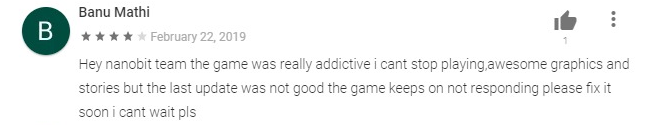 B
Banu Mathi
February 22, 2019
1
Hey nanobit team the game was really addictive i cant stop playing,awesome graphics and
stories but the last update was not good the game keeps on not responding please fix it
soon i cant wait pls